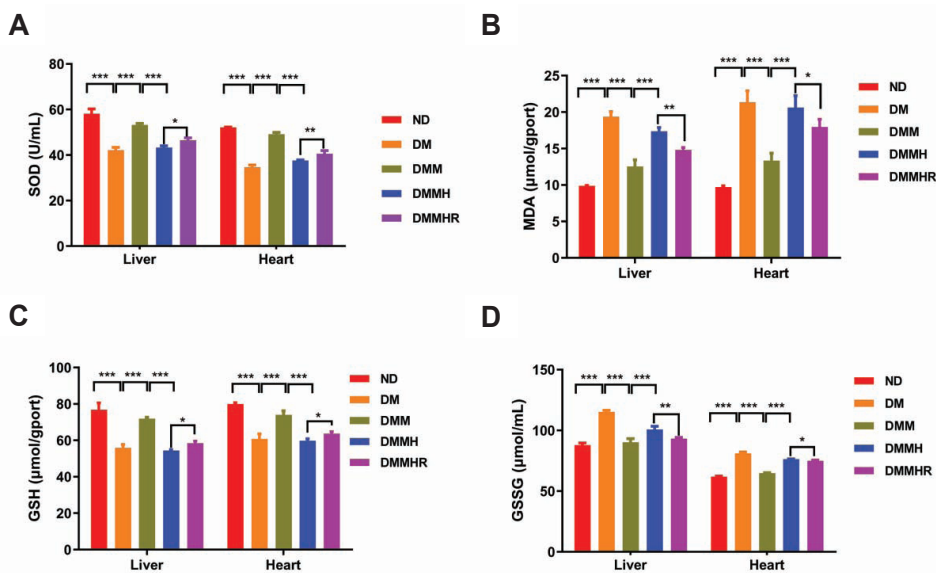 A
SOD (U/mL)
80
60
40
20
0
*** *** ***
*
*** *** ***
**
Liver Heart
ND
DM
DMM
DMMH
DMMHR
B
MDA (μmol/gport)
25
20
15
10
5
0
*** *** ***
**
*** *** ***
*
Liver Heart
ND
DM
DMM
DMMH
DMMHR
C
GSH (μmol/gport)
100
80
60
40
20
0
*** *** ***
*
*** *** ***
*
Liver Heart
ND
DM
DMM
DMMH
DMMHR
D
GSSG (μmol/mL)
150
100
50
0
*** *** ***
**
*** *** ***
*
Liver Heart
ND
DM
DMM
DMMH
DMMHR